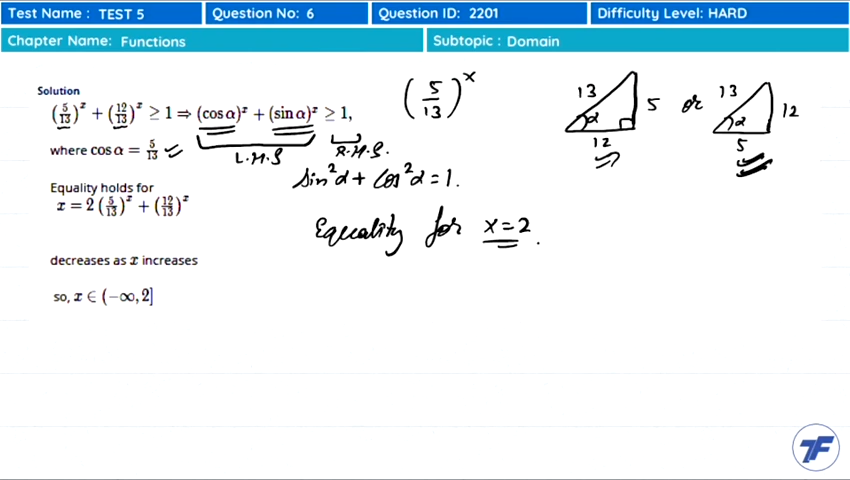 Test Name : TEST 5
Question No: 6
Question ID: 2201
Difficulty Level: HARD
Chapter Name: Functions
Subtopic : Domain
Solution
(5/13)^x + (12/13)^x ≥ 1 ⇒ (cos α)^x + (sin α)^x ≥ 1,
L.H.S
R.H.S.
where cos α = 5/13 ✓
Equality holds for
x = 2 (5/13)^x + (12/13)^x
decreases as x increases
so, x ∈ (−∞, 2]
(5/13)^x
13 α 5
12
or
13 α 12
5
sin²α + cos²α = 1.
Equality for x = 2.
TF